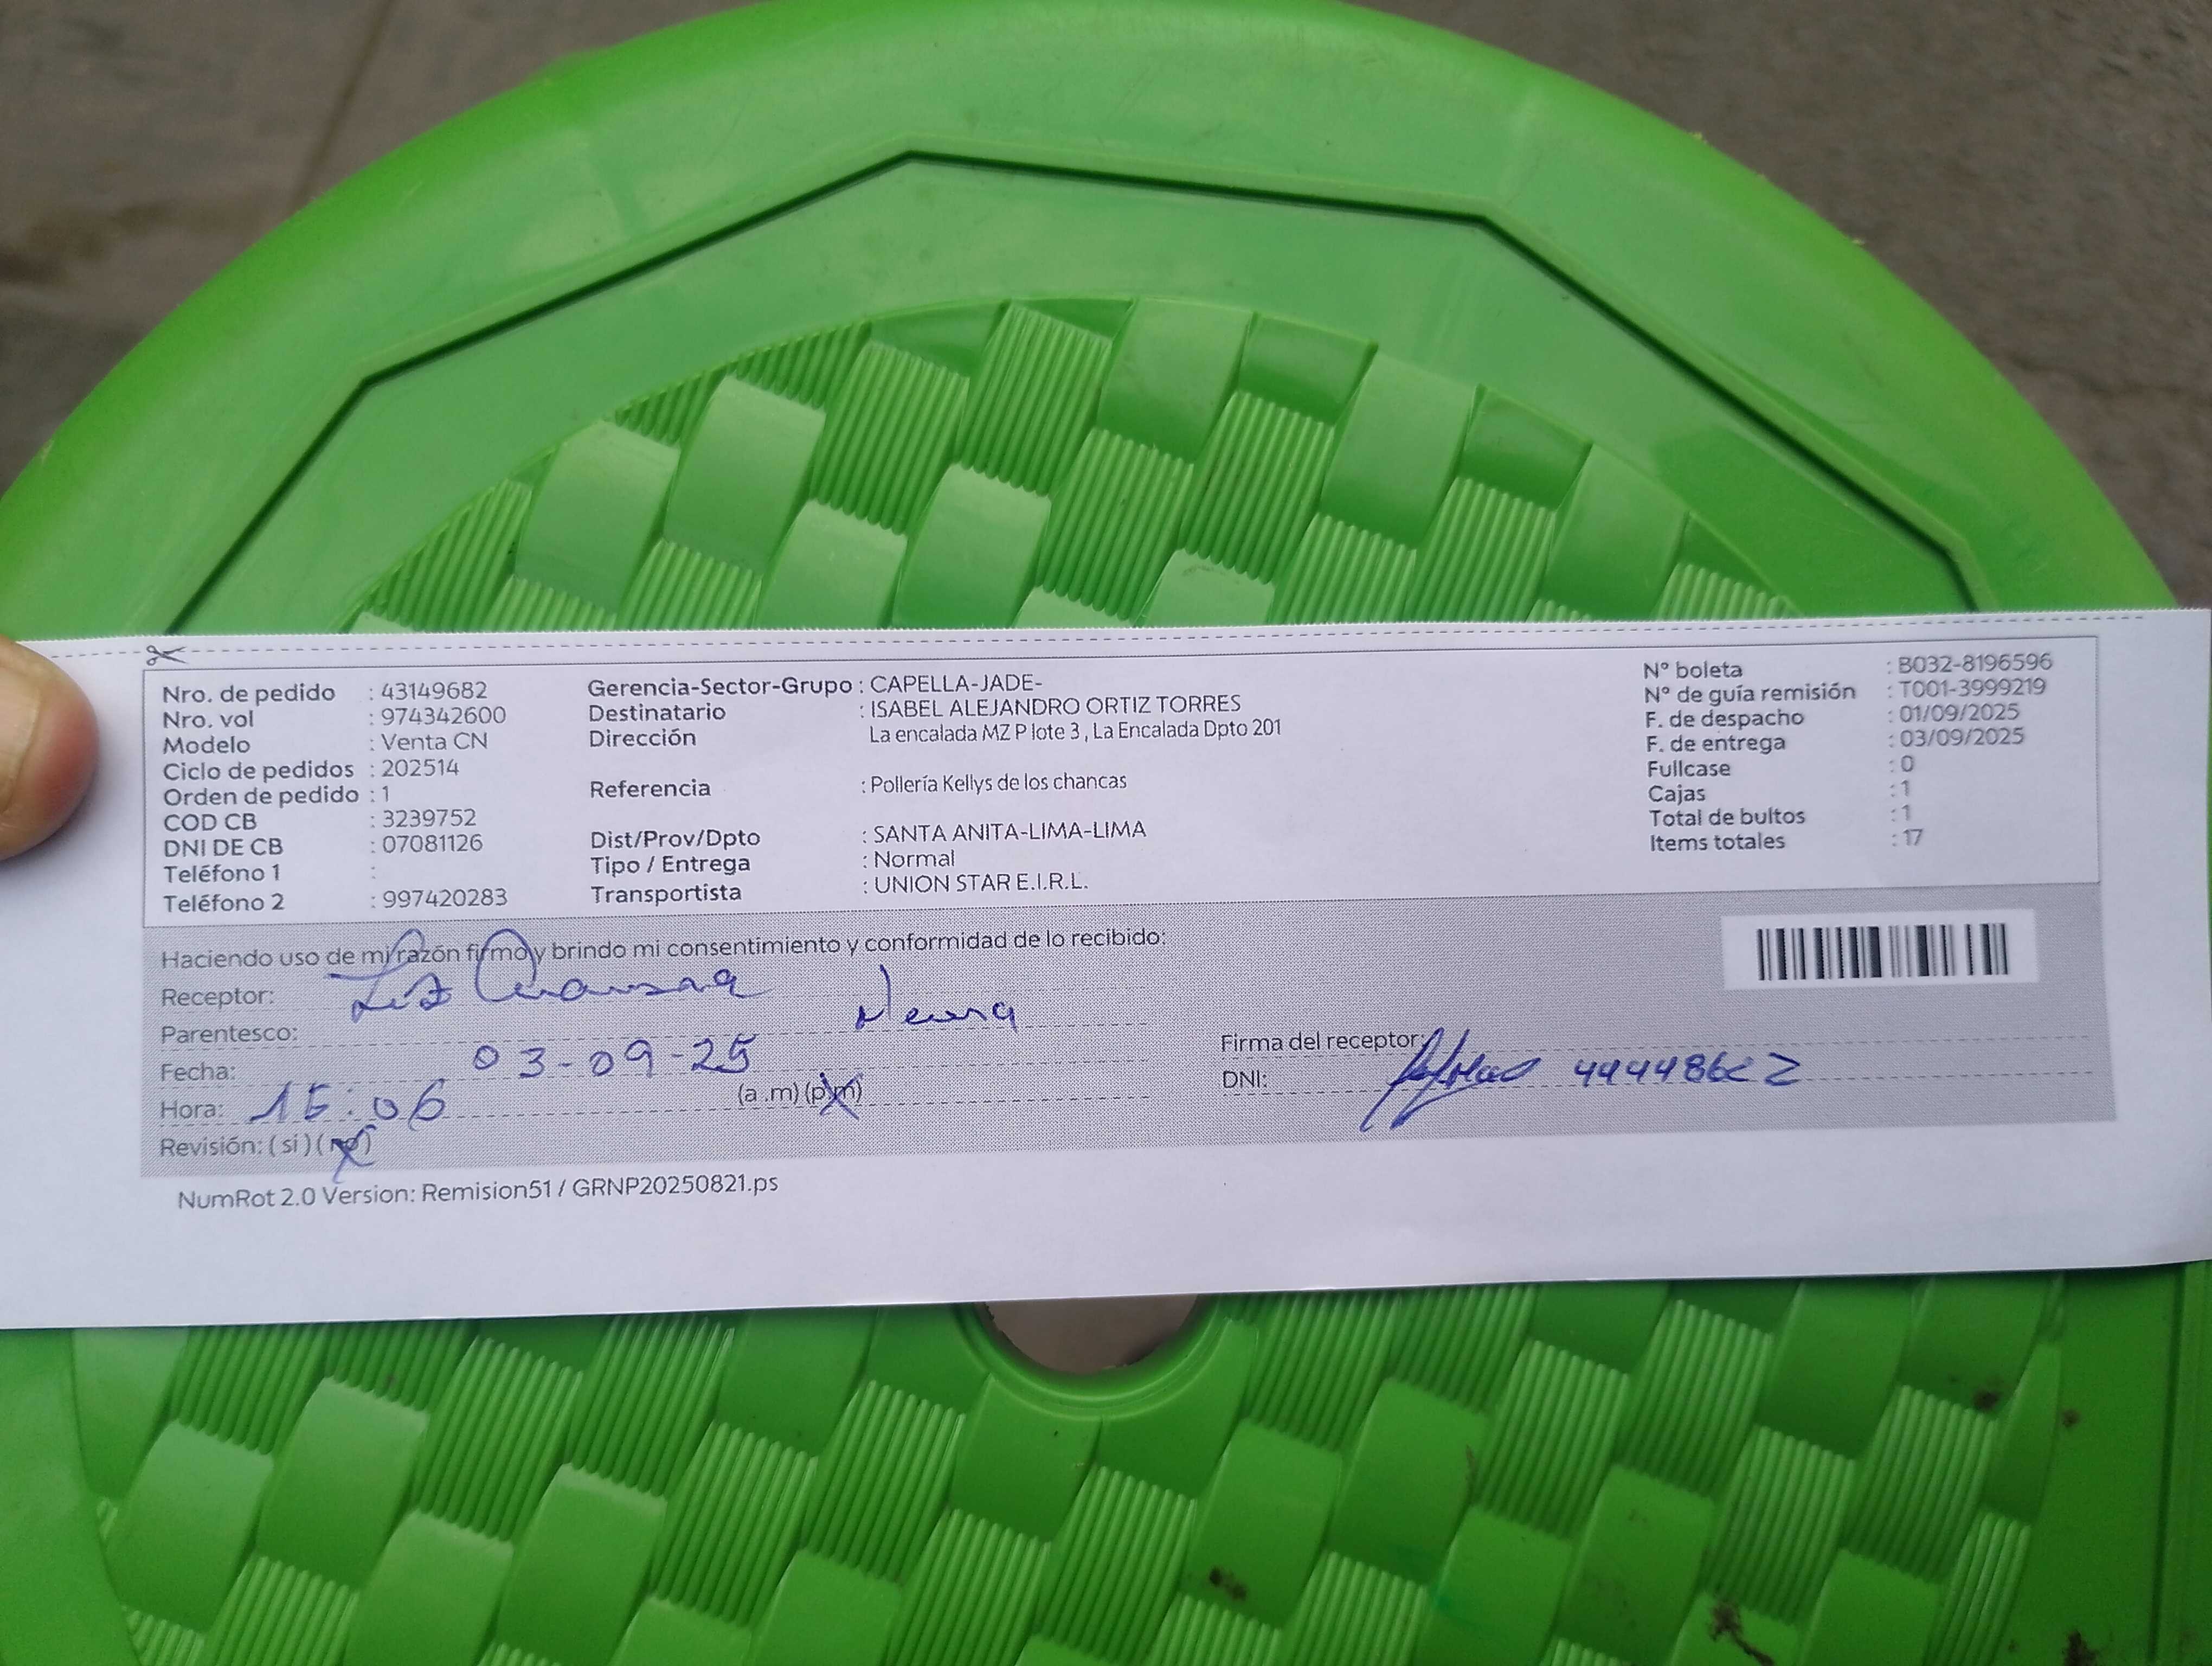 Nro. de pedido : 43149682
Nro. vol : 974342600
Modelo : Venta CN
Ciclo de pedidos : 202514
Orden de pedido : 1
COD CB : 3239752
DNI DE CB : 07081126
Teléfono 1 :
Teléfono 2 : 997420283
Gerencia-Sector-Grupo : CAPELLA-JADE-
Destinatario : ISABEL ALEJANDRO ORTIZ TORRES
Dirección La encalada MZ P lote 3 , La Encalada Dpto 201
Referencia : Pollería Kellys de los chancas
Dist/Prov/Dpto : SANTA ANITA-LIMA-LIMA
Tipo / Entrega : Normal
Transportista : UNION STAR E.I.R.L.
N° boleta : B032-8196596
N° de guía remisión : T001-3999219
F. de despacho : 01/09/2025
F. de entrega : 03/09/2025
Fullcase : 0
Cajas : 1
Total de bultos : 1
Items totales : 17
Haciendo uso de mi razón firmo y brindo mi consentimiento y conformidad de lo recibido:
Receptor:
Parentesco:
Fecha: 03-09-25
Hora: 15:06 (a .m) (p.m)
Revisión: ( si ) ( no )
Firma del receptor:
DNI:
NumRot 2.0 Version: Remision51 / GRNP20250821.ps